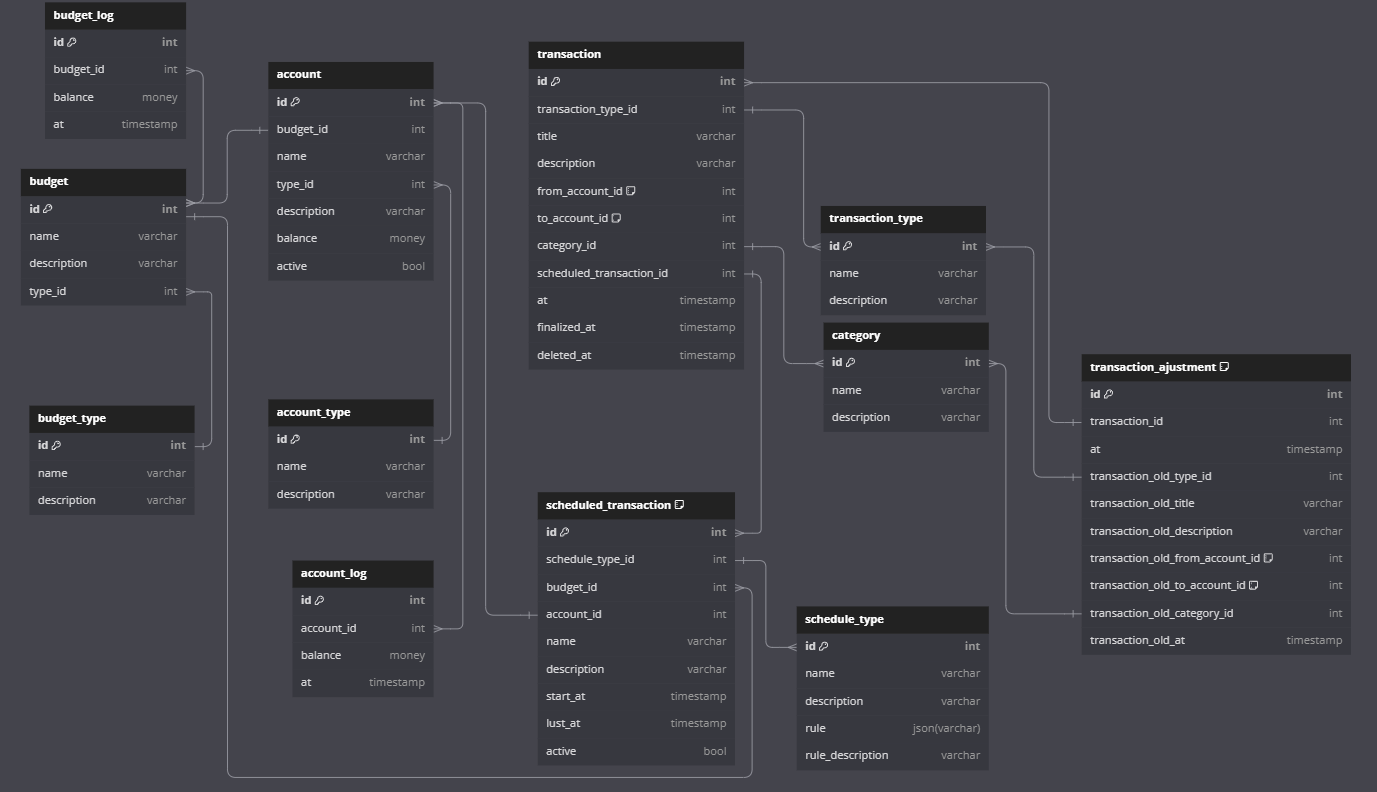 budget_log
id int
budget_id int
balance money
at timestamp
budget
id int
name varchar
description varchar
type_id int
budget_type
id int
name varchar
description varchar
account
id int
budget_id int
name varchar
type_id int
description varchar
balance money
active bool
account_type
id int
name varchar
description varchar
account_log
id int
account_id int
balance money
at timestamp
transaction
id int
transaction_type_id int
title varchar
description varchar
from_account_id int
to_account_id int
category_id int
scheduled_transaction_id int
at timestamp
finalized_at timestamp
deleted_at timestamp
scheduled_transaction
id int
schedule_type_id int
budget_id int
account_id int
name varchar
description varchar
start_at timestamp
lust_at timestamp
active bool
transaction_type
id int
name varchar
description varchar
category
id int
name varchar
description varchar
schedule_type
id int
name varchar
description varchar
rule json(varchar)
rule_description varchar
transaction_ajustment
id int
transaction_id int
at timestamp
transaction_old_type_id int
transaction_old_title varchar
transaction_old_description varchar
transaction_old_from_account_id int
transaction_old_to_account_id int
transaction_old_category_id int
transaction_old_at timestamp